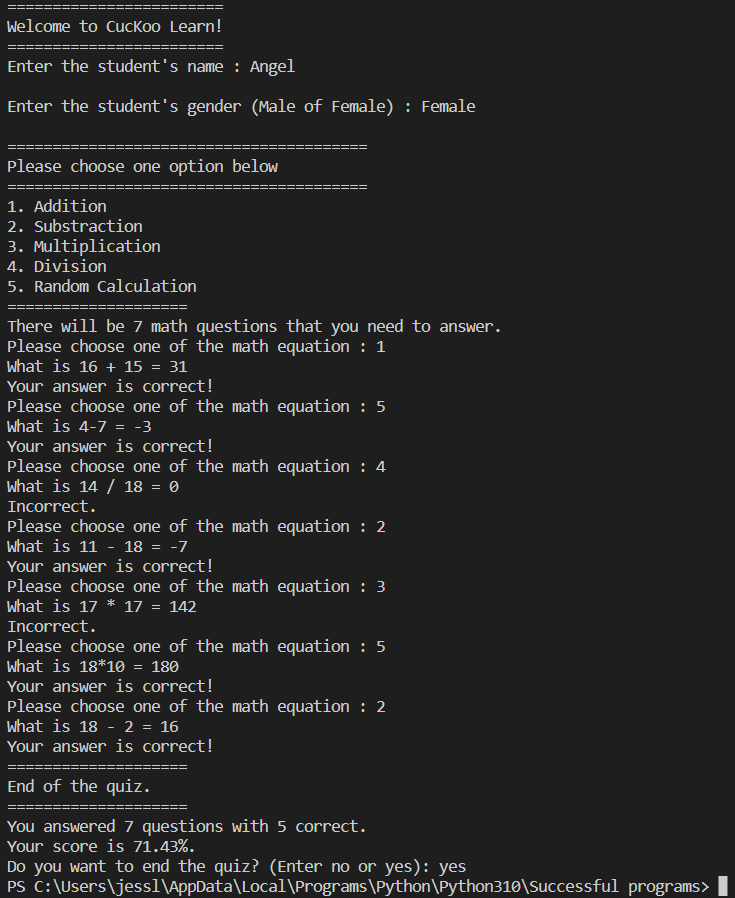 ========================
Welcome to CucKoo Learn!
========================
Enter the student's name : Angel
Enter the student's gender (Male of Female) : Female
========================================
Please choose one option below
========================================
1. Addition
2. Substraction
3. Multiplication
4. Division
5. Random Calculation
====================
There will be 7 math questions that you need to answer.
Please choose one of the math equation : 1
What is 16 + 15 = 31
Your answer is correct!
Please choose one of the math equation : 5
What is 4-7 = -3
Your answer is correct!
Please choose one of the math equation : 4
What is 14 / 18 = 0
Incorrect.
Please choose one of the math equation : 2
What is 11 - 18 = -7
Your answer is correct!
Please choose one of the math equation : 3
What is 17 * 17 = 142
Incorrect.
Please choose one of the math equation : 5
What is 18*10 = 180
Your answer is correct!
Please choose one of the math equation : 2
What is 18 - 2 = 16
Your answer is correct!
====================
End of the quiz.
====================
You answered 7 questions with 5 correct.
Your score is 71.43%.
Do you want to end the quiz? (Enter no or yes): yes
PS C:\Users\jessl\AppData\Local\Programs\Python\Python310\Successful programs>